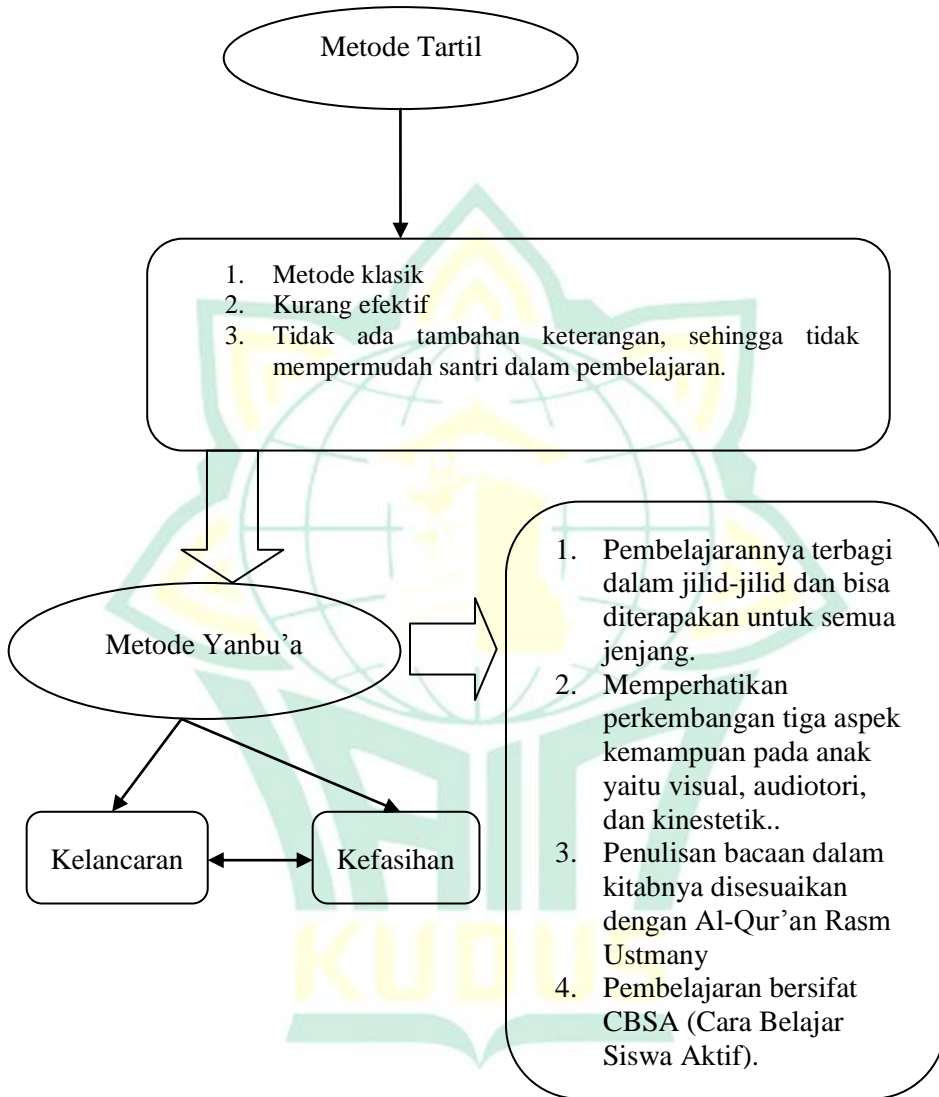 Metode Tartil
1. Metode klasik
2. Kurang efektif
3. Tidak ada tambahan keterangan, sehingga tidak
mempermudah santri dalam pembelajaran.
Metode Yanbu’a
Kelancaran
Kefasihan
1. Pembelajarannya terbagi
dalam jilid-jilid dan bisa
diterapakan untuk semua
jenjang.
2. Memperhatikan
perkembangan tiga aspek
kemampuan pada anak
yaitu visual, audiotori,
dan kinestetik..
3. Penulisan bacaan dalam
kitabnya disesuaikan
dengan Al-Qur’an Rasm
Ustmany
4. Pembelajaran bersifat
CBSA (Cara Belajar
Siswa Aktif).
IAIN
KUDUS